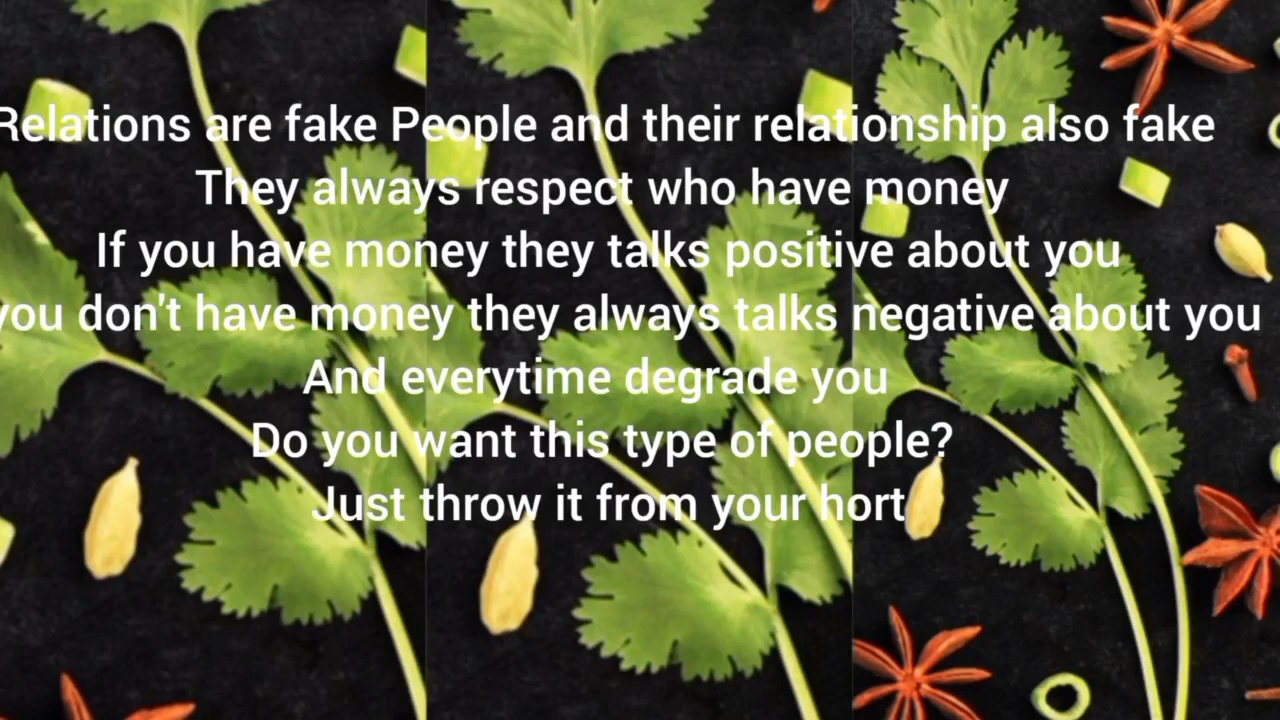 Relations are fake People and their relationship also fake
They always respect who have money
If you have money they talks positive about you
you don't have money they always talks negative about you
And everytime degrade you
Do you want this type of people?
Just throw it from your hort